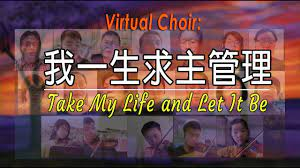 Virtual Choir:
我一生求主管理
Take My Life and Let It Be